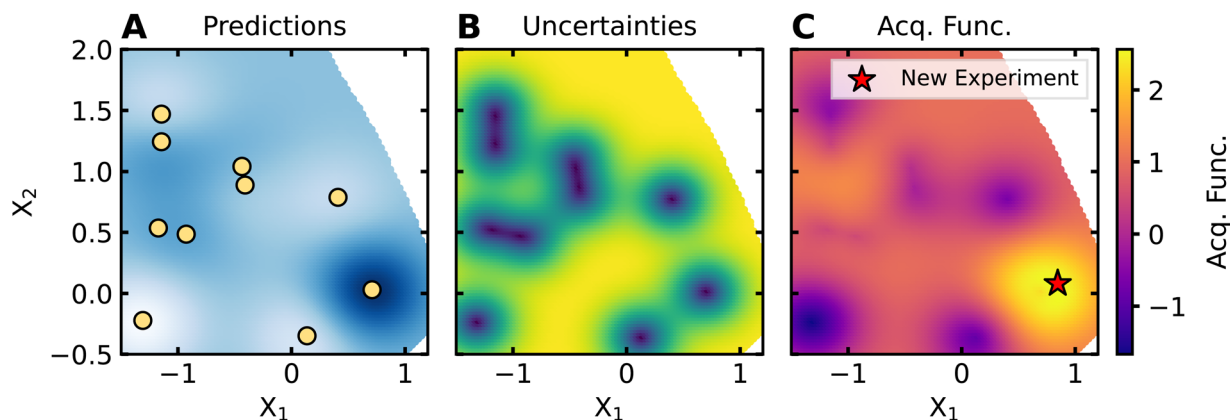 A Predictions
B Uncertainties
C Acq. Func.
New Experiment
2.0
1.5
1.0
0.5
0.0
−0.5
X2
−1 0 1
X1
−1 0 1
X1
−1 0 1
X1
2
1
0
−1
Acq. Func.